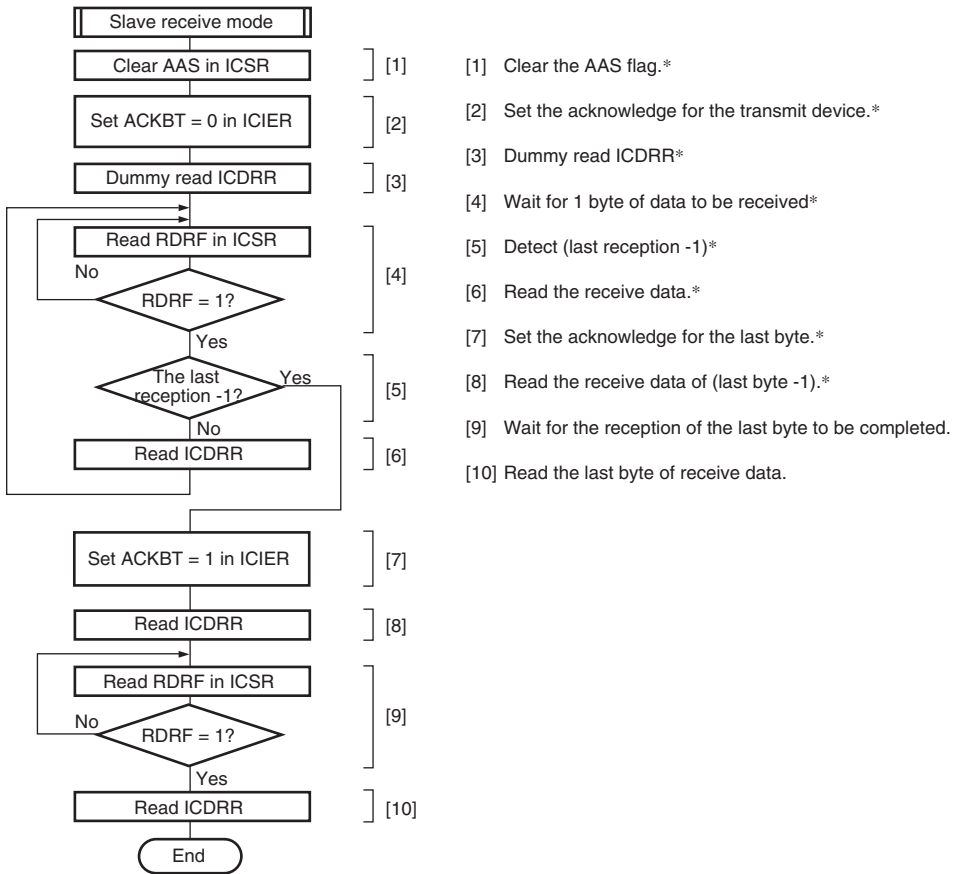 Slave receive mode
Clear AAS in ICSR
[1]
[1] Clear the AAS flag.*
Set ACKBT = 0 in ICIER
[2]
[2] Set the acknowledge for the transmit device.*
Dummy read ICDRR
[3]
[3] Dummy read ICDRR*
[4] Wait for 1 byte of data to be received*
Read RDRF in ICSR
[5] Detect (last reception -1)*
No
[4]
RDRF = 1?
[6] Read the receive data.*
Yes
[7] Set the acknowledge for the last byte.*
The last
reception -1?
Yes
[5]
[8] Read the receive data of (last byte -1).*
No
[9] Wait for the reception of the last byte to be completed.
Read ICDRR
[6]
[10] Read the last byte of receive data.
Set ACKBT = 1 in ICIER
[7]
Read ICDRR
[8]
Read RDRF in ICSR
No
[9]
RDRF = 1?
Yes
Read ICDRR
[10]
End